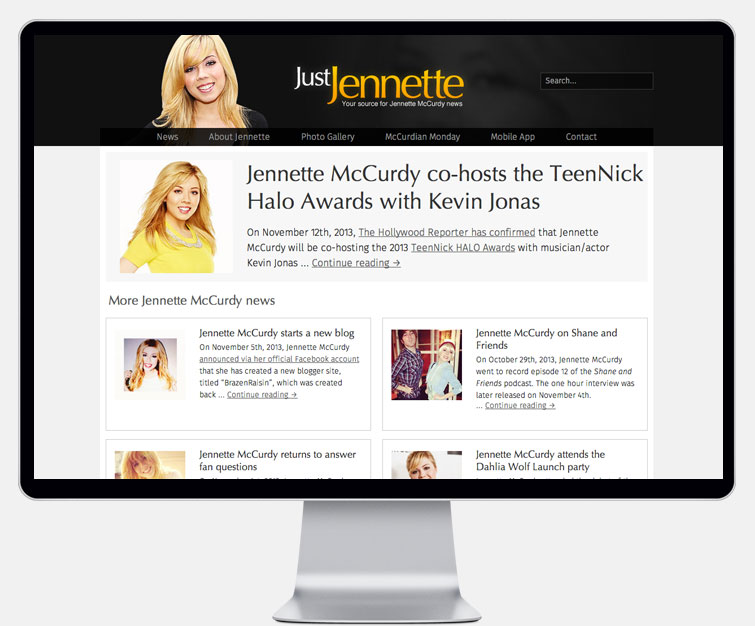 Just Jennette
Your source for Jennette McCurdy news
Search...
News About Jennette Photo Gallery McCurdian Monday Mobile App Contact
Jennette McCurdy co-hosts the TeenNick
Halo Awards with Kevin Jonas
On November 12th, 2013, The Hollywood Reporter has confirmed that Jennette
McCurdy will be co-hosting the 2013 TeenNick HALO Awards with musician/actor
Kevin Jonas ... Continue reading →
More Jennette McCurdy news
Jennette McCurdy starts a new blog
On November 5th, 2013, Jennette McCurdy
announced via her official Facebook account
that she has created a new blogger site,
titled "BrazenRaisin", which was created
back ... Continue reading →
Jennette McCurdy on Shane and
Friends
On October 29th, 2013, Jennette McCurdy
went to record episode 12 of the Shane and
Friends podcast. The one hour interview was
later released on November 4th.
... Continue reading →
Jennette McCurdy returns to answer
fan questions
Jennette McCurdy attends the
Dahlia Wolf Launch party